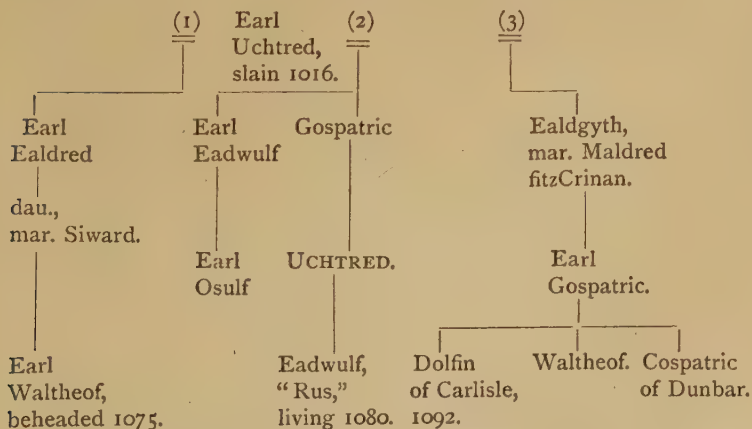 (1) Earl (2) (3)
Uchtred,
slain 1016.
Earl Earl Gospatric Ealdgyth,
Ealdred Eadwulf mar. Maldred
fitzCrinan.
dau.,
mar. Siward.
Earl UCHTRED. Earl
Osulf Gospatric.
Earl Eadwulf, Dolfin Waltheof. Cospatric
Waltheof, "Rus," of Carlisle, of Dunbar.
beheaded 1075. living 1080. 1092.